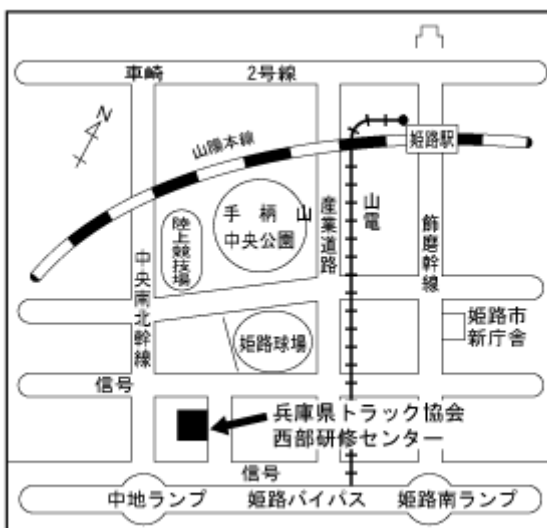 車崎
2号線
N
山陽本線
姫路駅
手柄山
中央公園
陸上競技場
産業道路
山電
飾磨幹線
中央南北幹線
姫路球場
姫路市
新庁舎
信号
兵庫県トラック協会
西部研修センター
信号
中地ランプ
姫路バイパス
姫路南ランプ